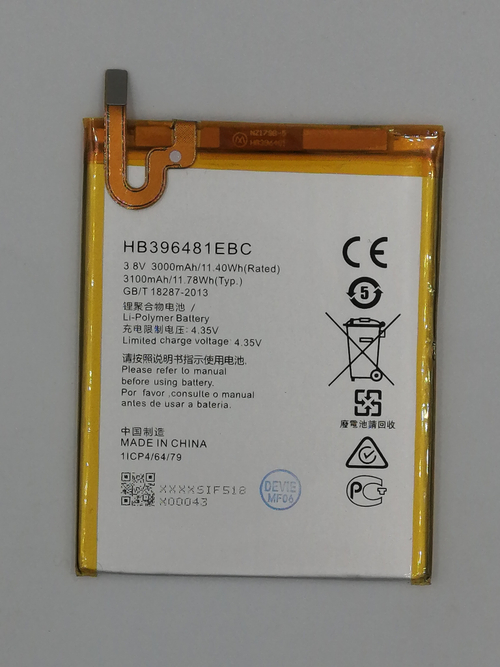 HB396481EBC
3.8V 3000mAh/11.40Wh(Rated)
3100mAh/11.78Wh(Typ.)
GB/T 18287-2013
锂聚合物电池 /
Li-Polymer Battery
充电限制电压: 4.35V
Limited charge voltage: 4.35V
请按照说明书指示使用电池.
Please refer to manual
before using battery.
Por favor ,consulte o manual
antes de usar a bateria.
中国制造
MADE IN CHINA
1ICP4/64/79
XXXXSIF518
X00043
DEVIE
MF06
CE
5
廢電池請回收